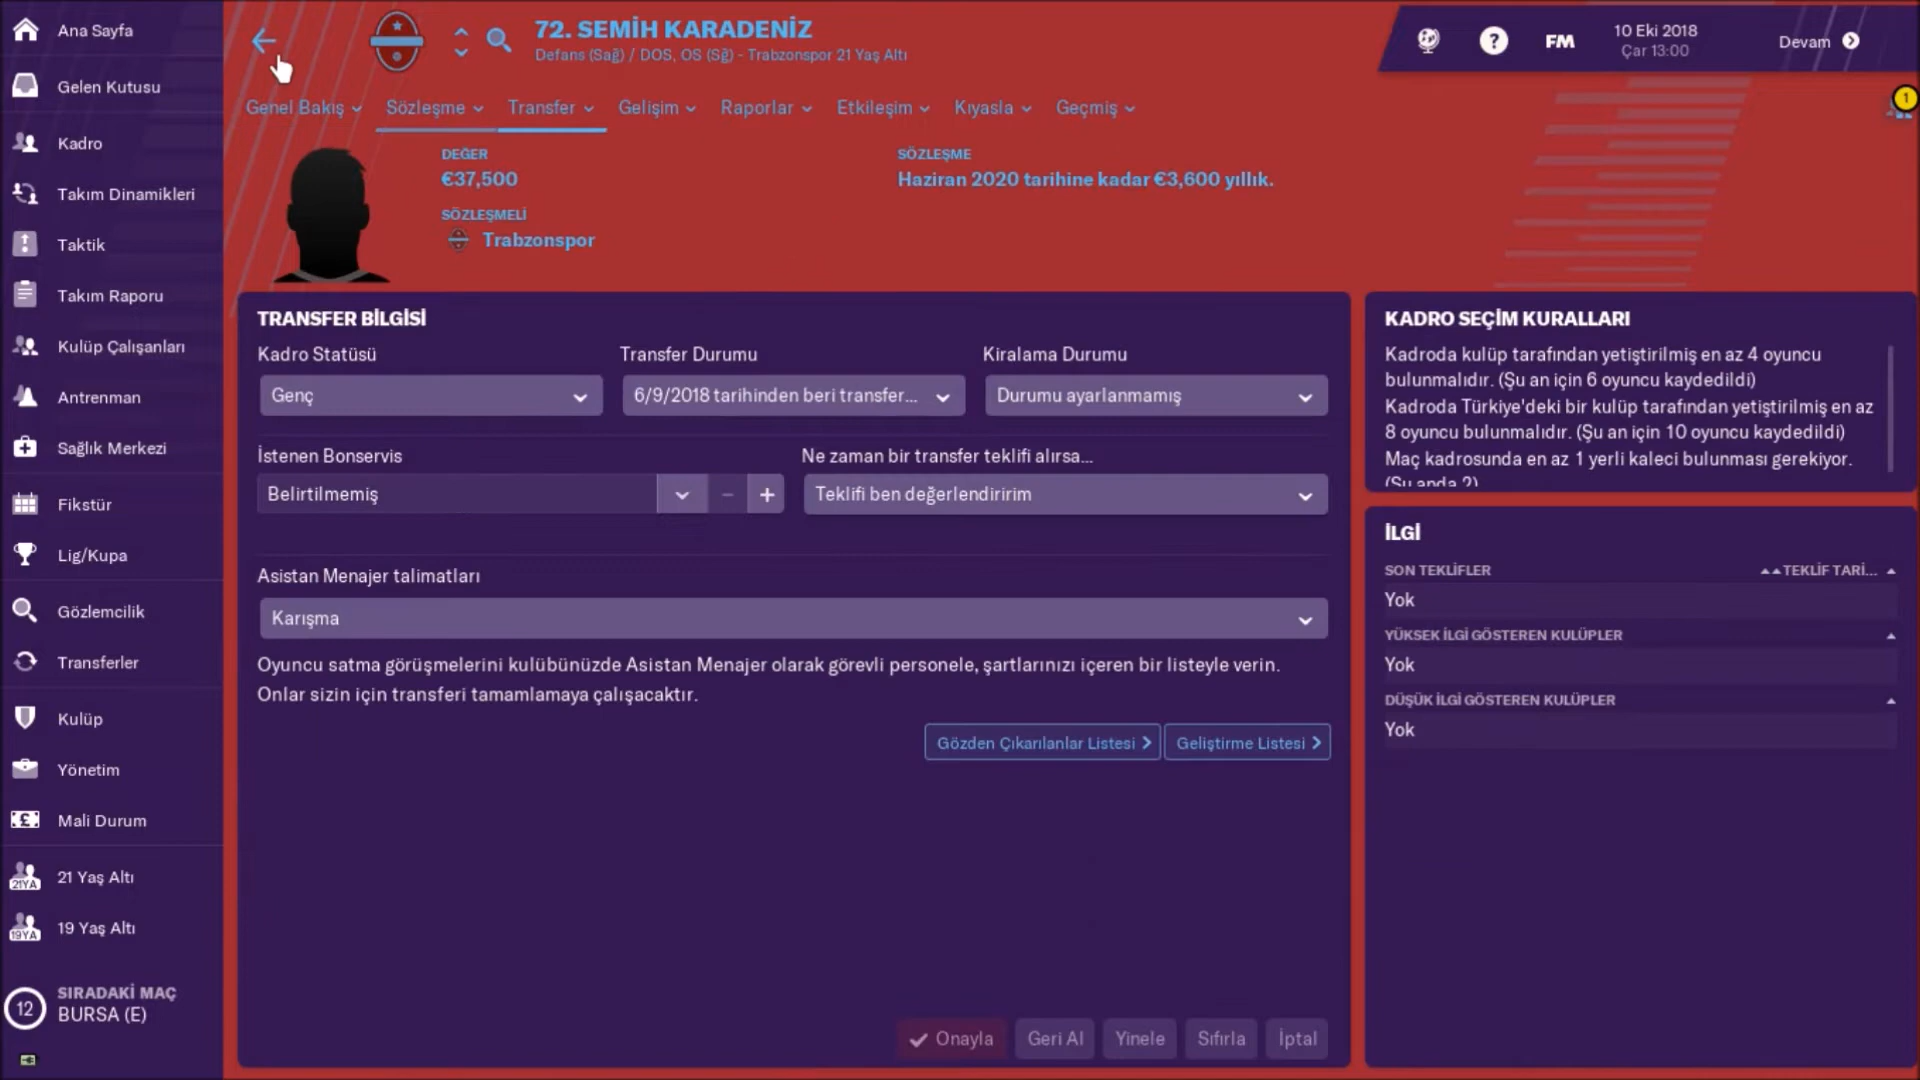 Ana Sayfa
Gelen Kutusu
Kadro
Takım Dinamikleri
Taktik
Takım Raporu
Kulüp Çalışanları
Antrenman
Sağlık Merkezi
Fikstür
Lig/Kupa
Gözlemcilik
Transferler
Kulüp
Yönetim
Mali Durum
21YA
21 Yaş Altı
19YA
19 Yaş Altı
12
SIRADAKİ MAÇ
BURSA (E)
72. SEMİH KARADENİZ
Defans (Sağ) / DOS, OS (Sğ) - Trabzonspor 21 Yaş Altı
?
FM
10 Eki 2018
Çar 13:00
Devam
1
Genel Bakış
Sözleşme
Transfer
Gelişim
Raporlar
Etkileşim
Kıyasla
Geçmiş
DEĞER
€37,500
SÖZLEŞMELİ
Trabzonspor
SÖZLEŞME
Haziran 2020 tarihine kadar €3,600 yıllık.
TRANSFER BİLGİSİ
Kadro Statüsü
Genç
Transfer Durumu
6/9/2018 tarihinden beri transfer...
Kiralama Durumu
Durumu ayarlanmamış
İstenen Bonservis
Belirtilmemiş
Ne zaman bir transfer teklifi alırsa...
Teklifi ben değerlendiririm
Asistan Menajer talimatları
Karışma
Oyuncu satma görüşmelerini kulübünüzde Asistan Menajer olarak görevli personele, şartlarınızı içeren bir listeyle verin.
Onlar sizin için transferi tamamlamaya çalışacaktır.
Gözden Çıkarılanlar Listesi
Geliştirme Listesi
Onayla
Geri Al
Yinele
Sıfırla
İptal
KADRO SEÇİM KURALLARI
Kadroda kulüp tarafından yetiştirilmiş en az 4 oyuncu
bulunmalıdır. (Şu an için 6 oyuncu kaydedildi)
Kadroda Türkiye'deki bir kulüp tarafından yetiştirilmiş en az
8 oyuncu bulunmalıdır. (Şu an için 10 oyuncu kaydedildi)
Maç kadrosunda en az 1 yerli kaleci bulunması gerekiyor.
(Şu anda 2)
İLGİ
SON TEKLİFLER
TEKLİF TARİ...
Yok
YÜKSEK İLGİ GÖSTEREN KULÜPLER
Yok
DÜŞÜK İLGİ GÖSTEREN KULÜPLER
Yok